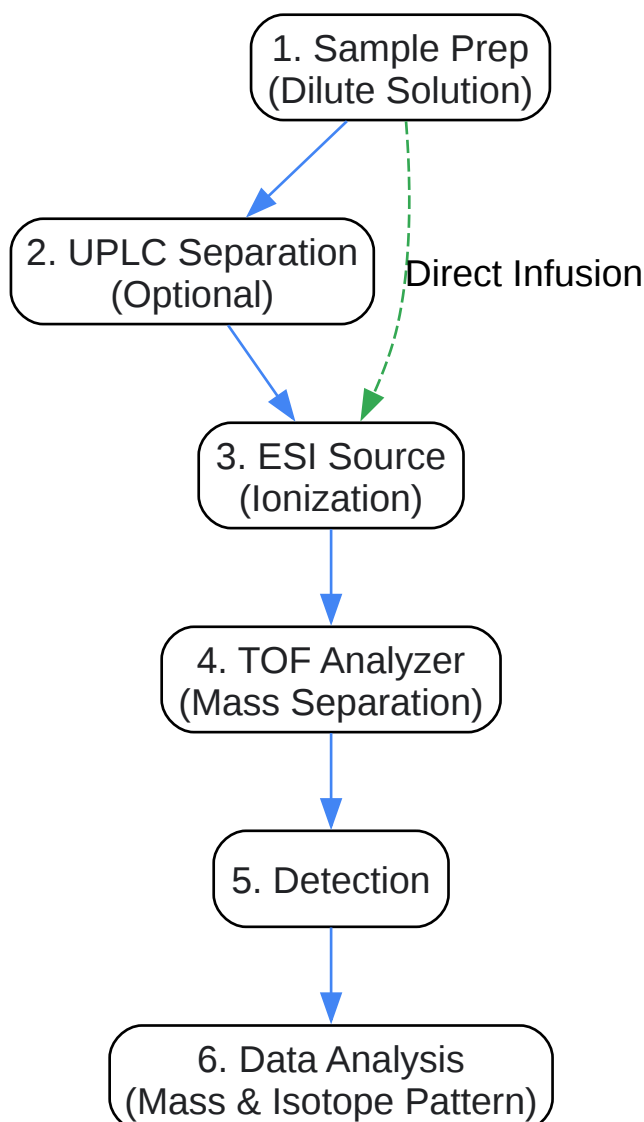 1. Sample Prep
(Dilute Solution)
2. UPLC Separation
(Optional)
Direct Infusion
3. ESI Source
(Ionization)
4. TOF Analyzer
(Mass Separation)
5. Detection
6. Data Analysis
(Mass & Isotope Pattern)